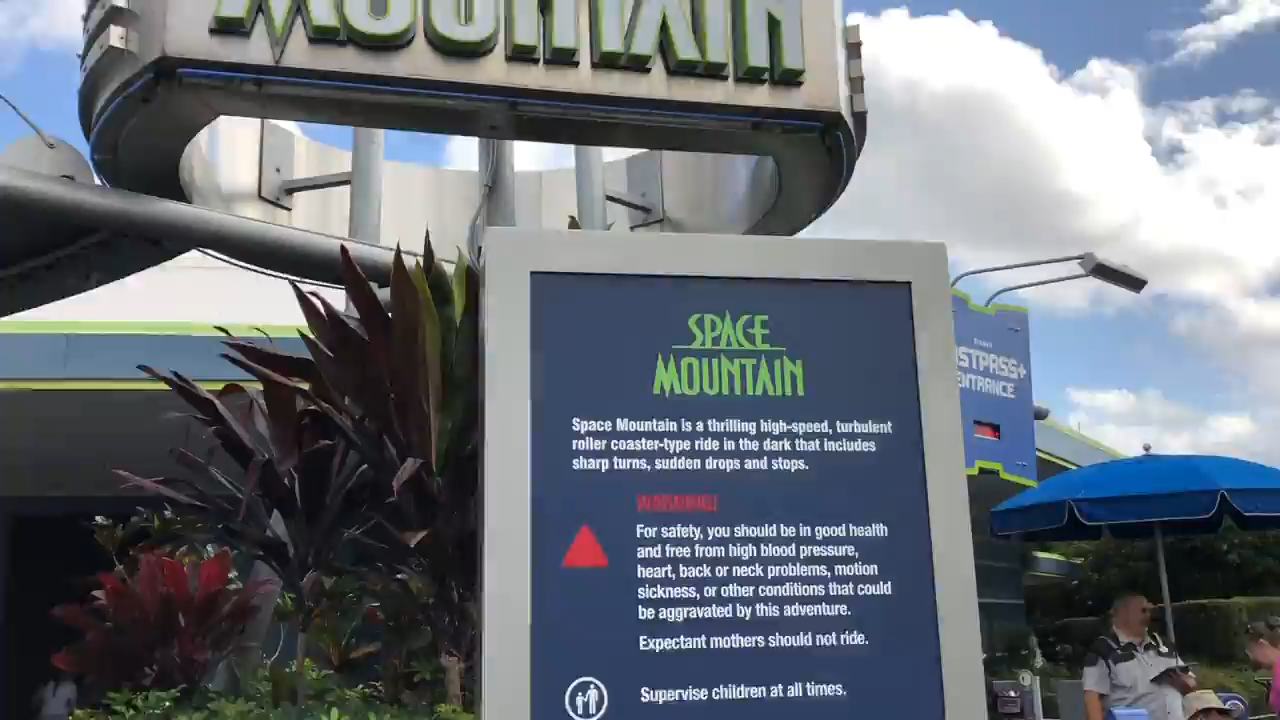 MOUNTAIN
SPACE
MOUNTAIN
Space Mountain is a thrilling high-speed, turbulent
roller coaster-type ride in the dark that includes
sharp turns, sudden drops and stops.
WARNING!
For safety, you should be in good health
and free from high blood pressure,
heart, back or neck problems, motion
sickness, or other conditions that could
be aggravated by this adventure.
Expectant mothers should not ride.
Supervise children at all times.
STPASS+
ENTRANCE